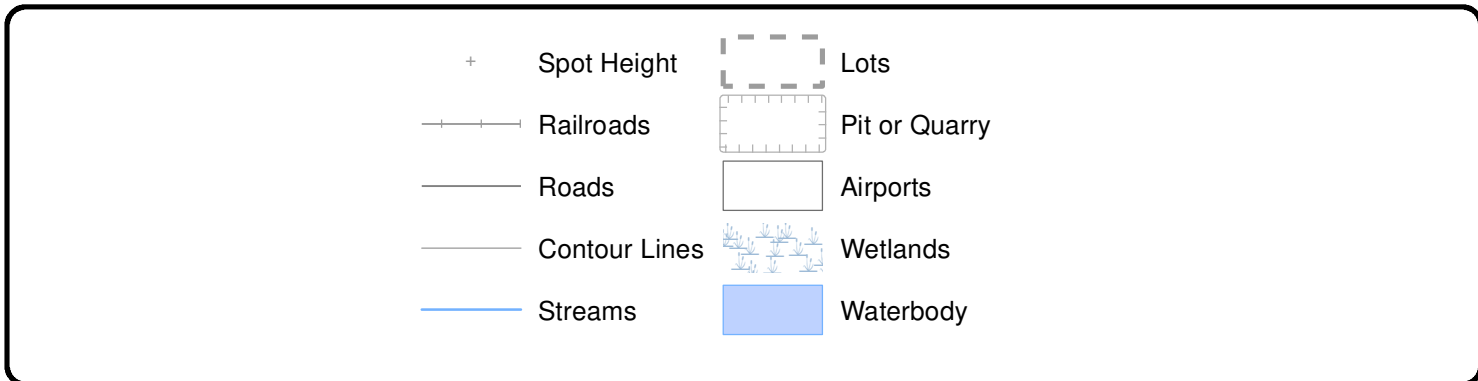 Spot Height
Railroads
Roads
Contour Lines
Streams
Lots
Pit or Quarry
Airports
Wetlands
Waterbody